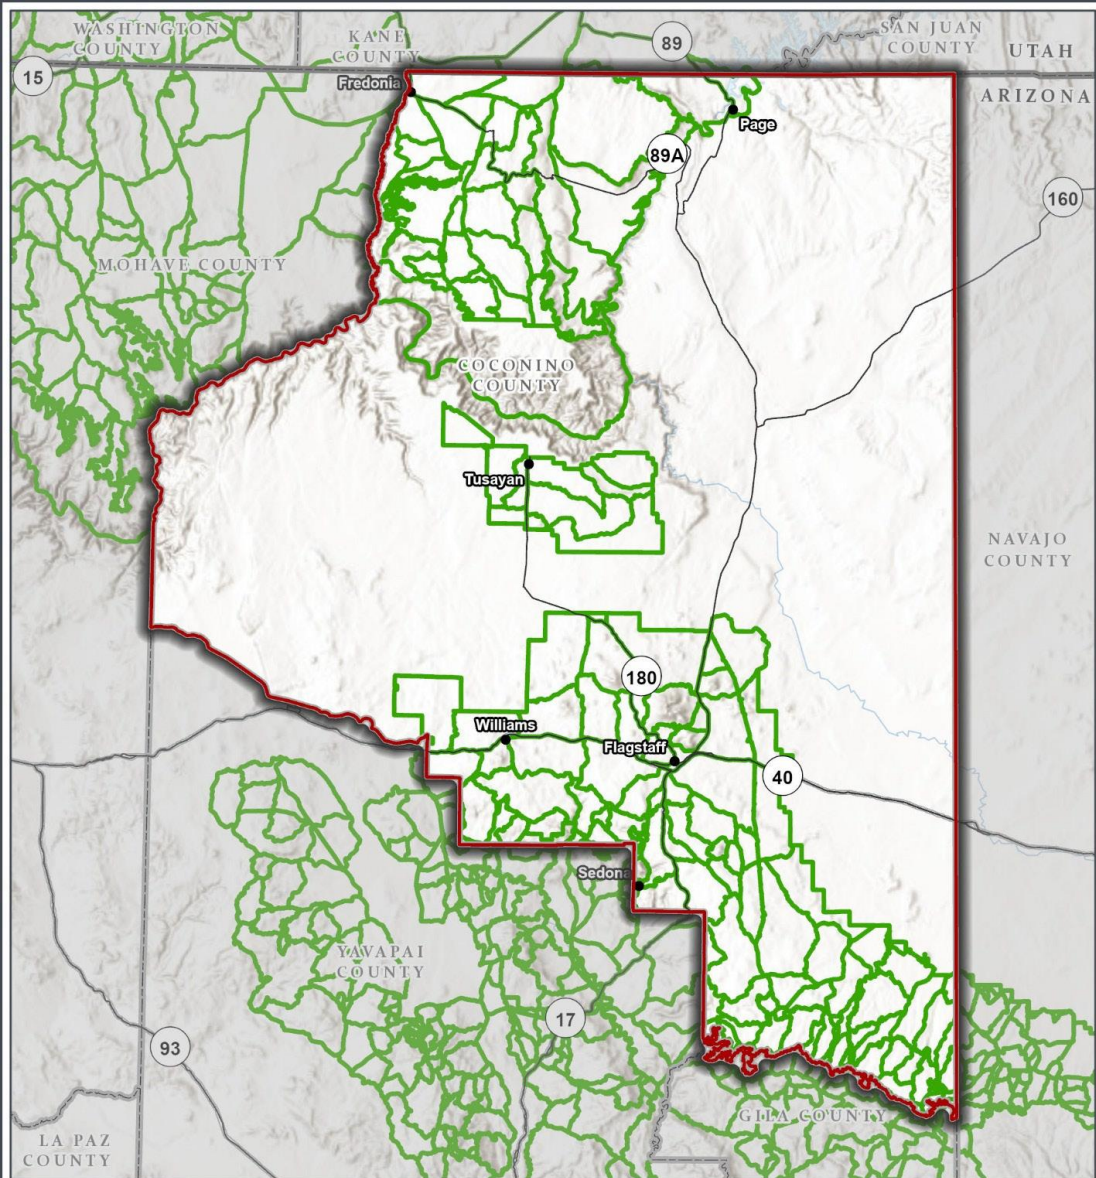 WASHINGTON
COUNTY
KANE
COUNTY
89
SAN JUAN
COUNTY
UTAH
15
Fredonia
ARIZONA
Page
89A
160
MOHAVE COUNTY
COCONINO
COUNTY
Tusayan
NAVAJO
COUNTY
180
Williams
Flagstaff
40
Sedona
YAVAPAI
COUNTY
17
93
GILA COUNTY
LA PAZ
COUNTY